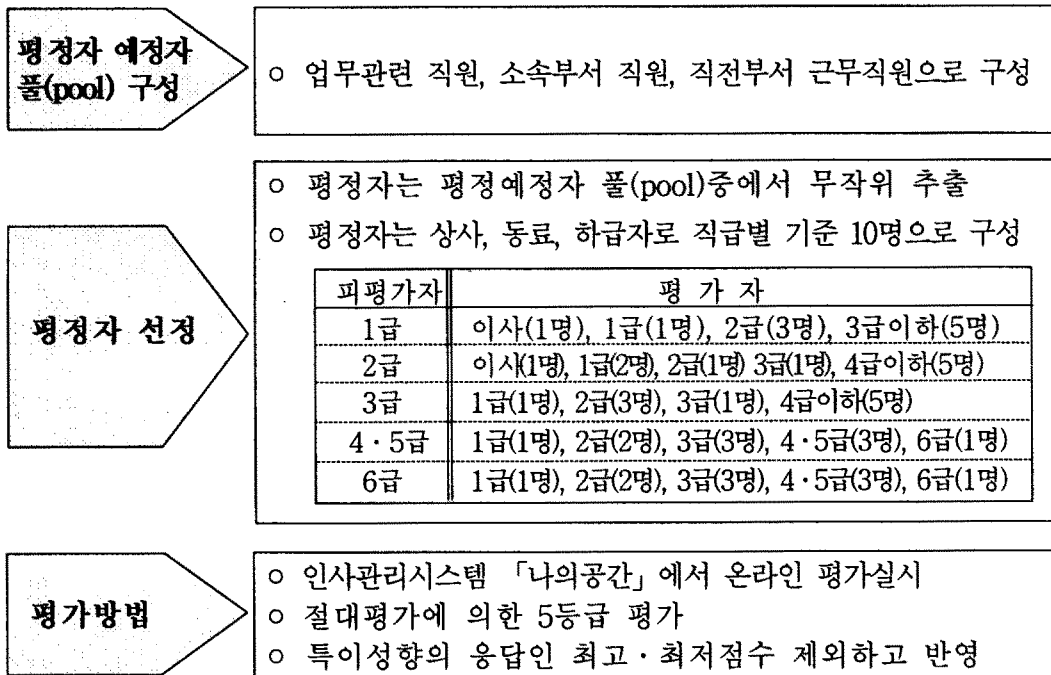 평정자 예정자
풀(pool) 구성
○ 업무관련 직원, 소속부서 직원, 직전부서 근무직원으로 구성
평정자 선정
○ 평정자는 평정예정자 풀(pool)중에서 무작위 추출
○ 평정자는 상사, 동료, 하급자로 직급별 기준 10명으로 구성
피평가자 평 가 자
1급 이사(1명), 1급(1명), 2급(3명), 3급이하(5명)
2급 이사(1명), 1급(2명), 2급(1명) 3급(1명), 4급이하(5명)
3급 1급(1명), 2급(3명), 3급(1명), 4급이하(5명)
4·5급 1급(1명), 2급(2명), 3급(3명), 4·5급(3명), 6급(1명)
6급 1급(1명), 2급(2명), 3급(3명), 4·5급(3명), 6급(1명)
평가방법
○ 인사관리시스템 「나의공간」에서 온라인 평가실시
○ 절대평가에 의한 5등급 평가
○ 특이성향의 응답인 최고·최저점수 제외하고 반영